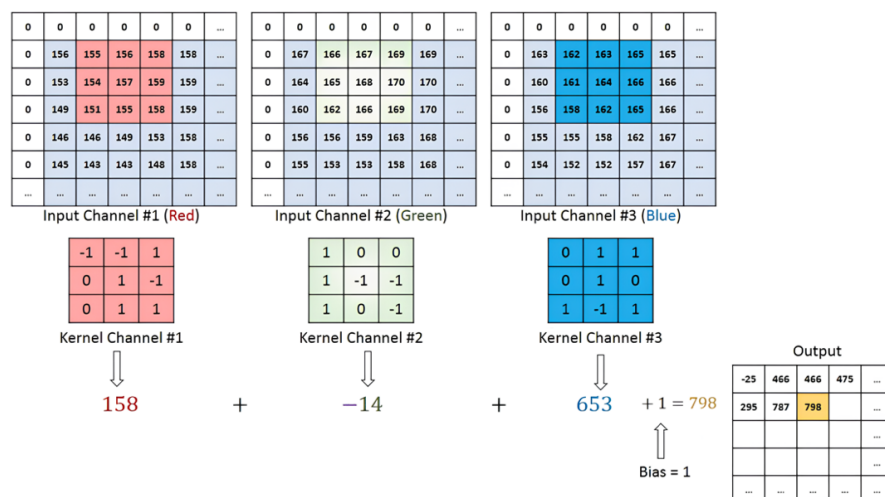 0 0 0 0 0 0 ...
0 156 155 156 158 158 ...
0 153 154 157 159 159 ...
0 149 151 155 158 159 ...
0 146 146 149 153 158 ...
0 145 143 143 148 158 ...
... ... ... ... ... ... ...
Input Channel #1 (Red)
0 0 0 0 0 0 ...
0 167 166 167 169 169 ...
0 164 165 168 170 170 ...
0 160 162 166 169 170 ...
0 156 156 159 163 168 ...
0 155 153 153 158 168 ...
... ... ... ... ... ... ...
Input Channel #2 (Green)
0 0 0 0 0 0 ...
0 163 162 163 165 165 ...
0 160 161 164 166 166 ...
0 156 158 162 165 166 ...
0 155 155 158 162 167 ...
0 154 152 152 157 167 ...
... ... ... ... ... ... ...
Input Channel #3 (Blue)
-1 -1 1
0 1 -1
0 1 1
Kernel Channel #1
1 0 0
1 -1 -1
1 0 -1
Kernel Channel #2
0 1 1
0 1 0
1 -1 1
Kernel Channel #3
158 + −14 + 653 + 1 = 798
Bias = 1
Output
-25 466 466 475 ...
295 787 798 ...
...
...
... ... ... ... ...